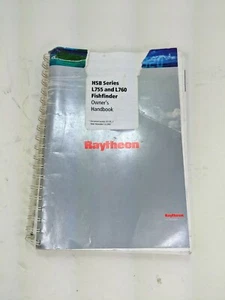 HSB Series
L755 and L760
Fishfinder
Owner's
Handbook
Raytheon
Raytheon